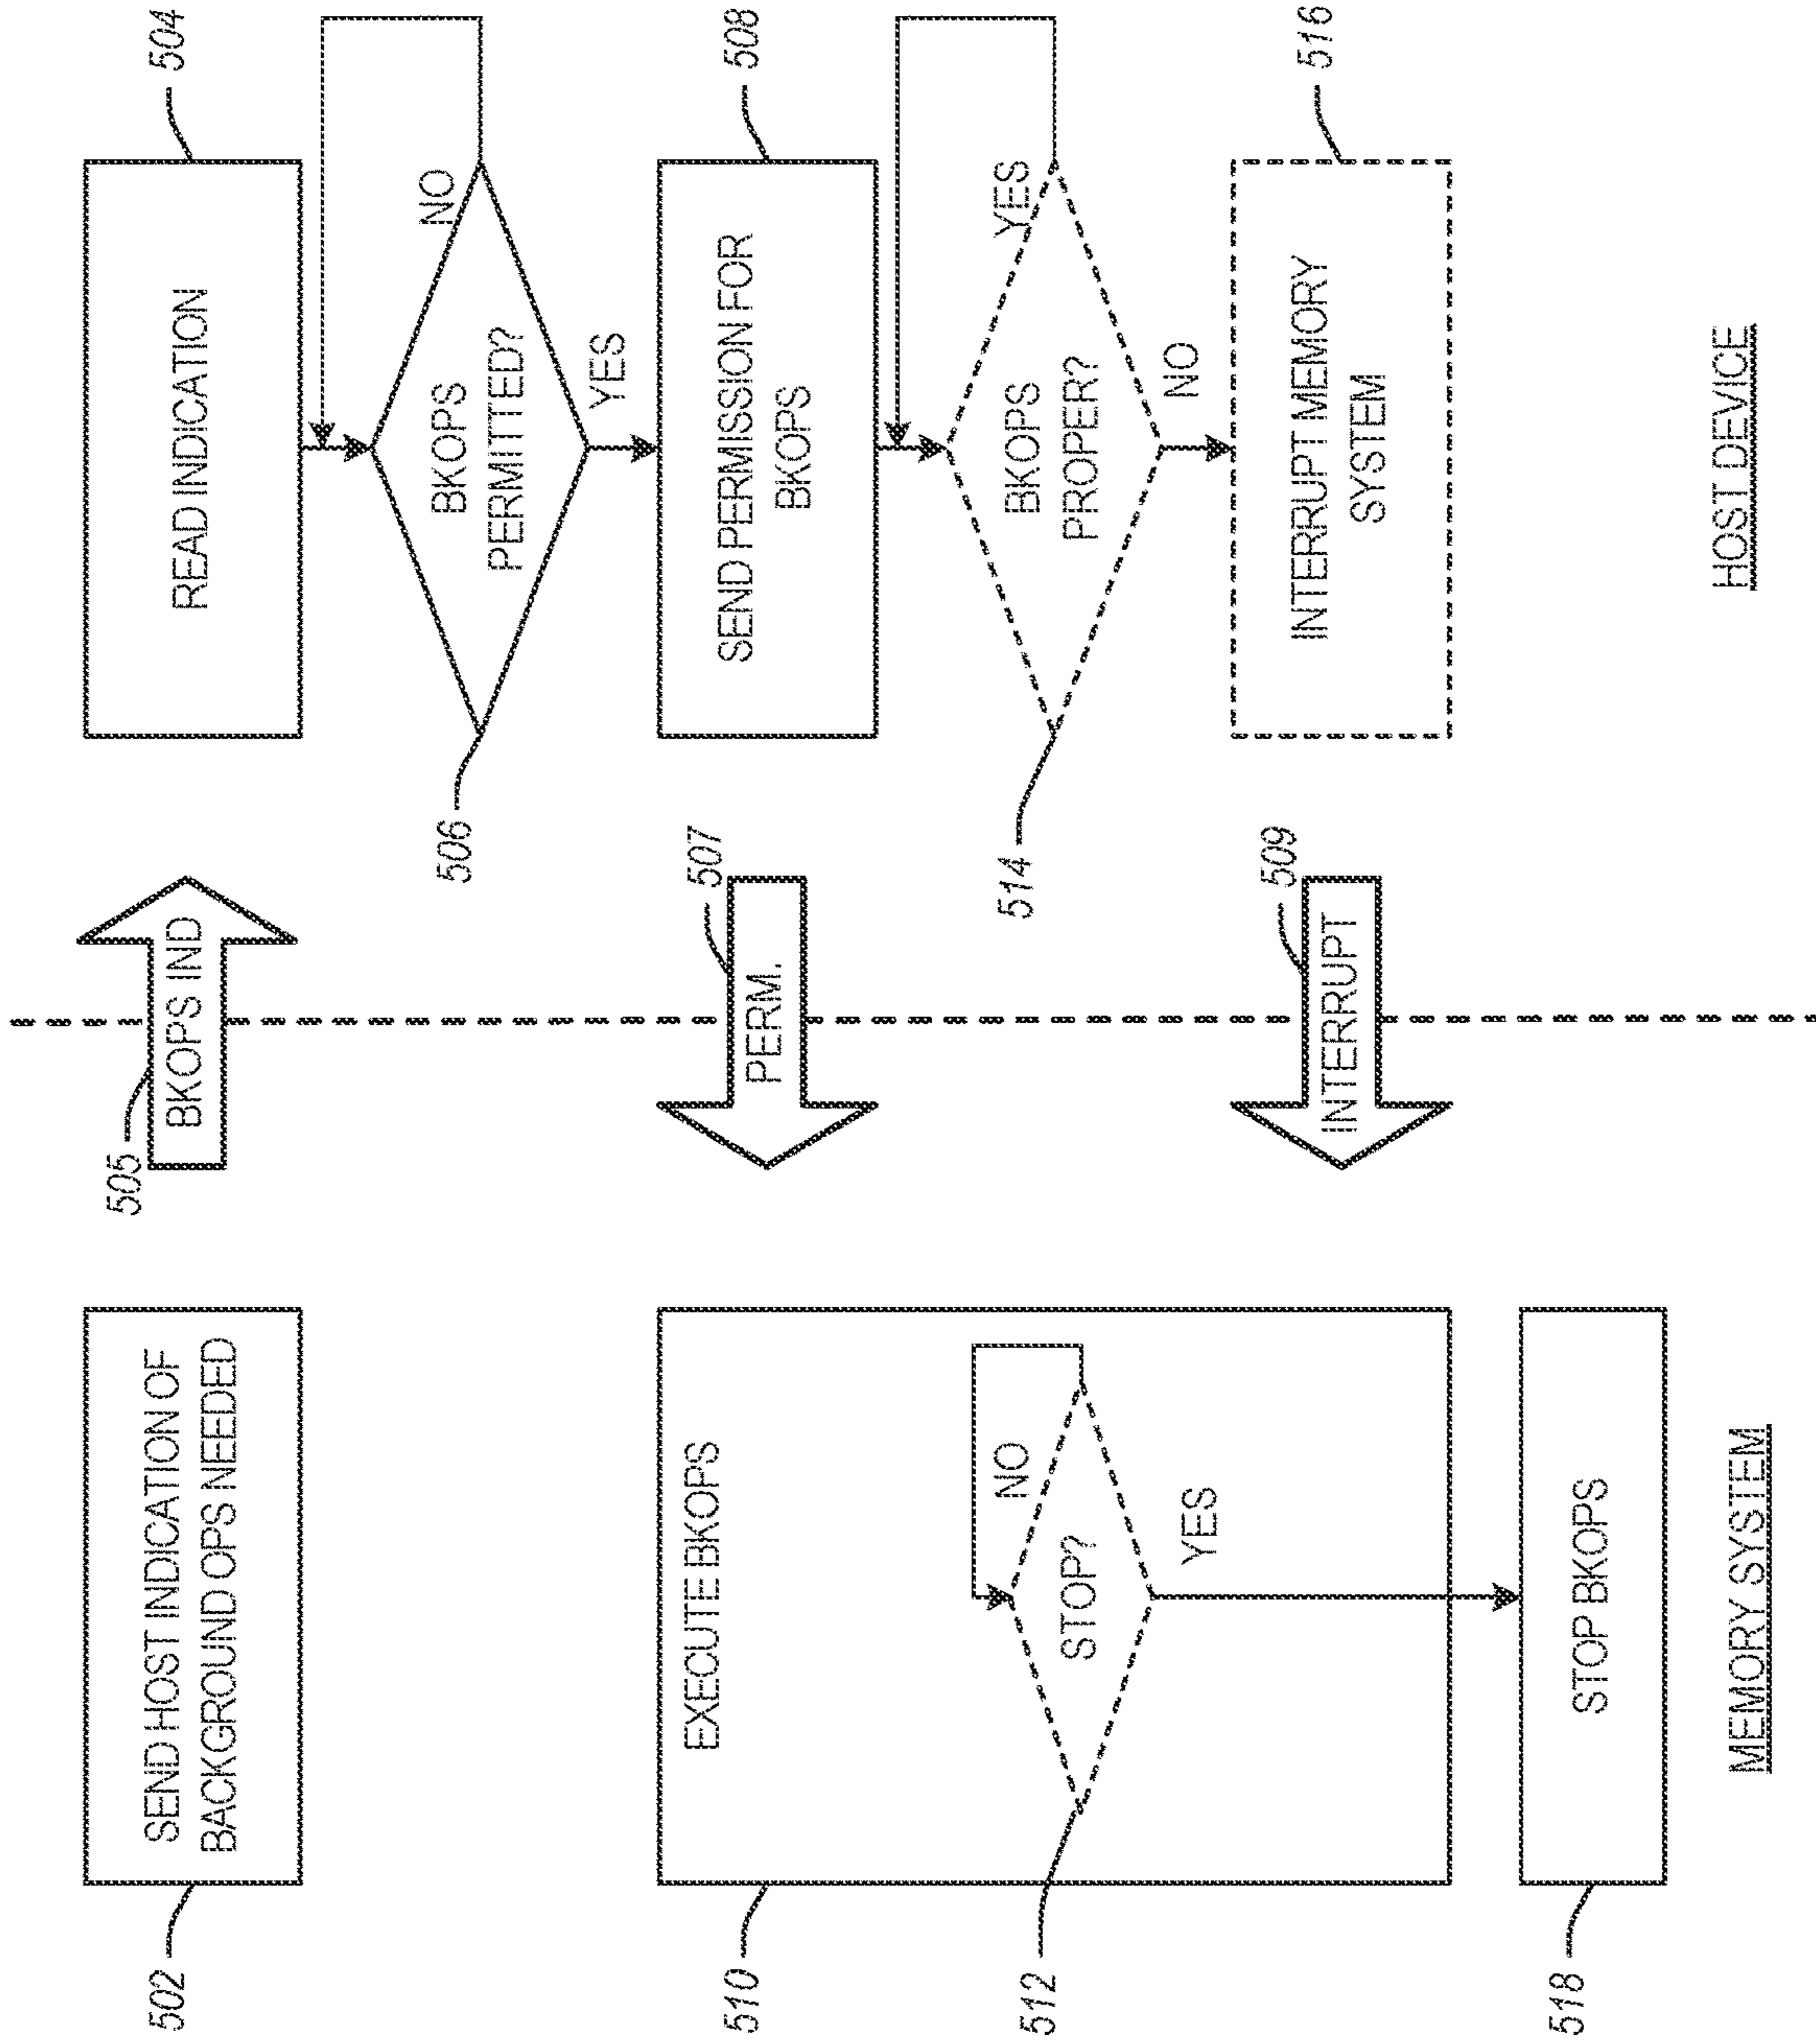 502
SEND HOST INDICATION OF
BACKGROUND OPS NEEDED
505
BKOPS IND
READ INDICATION
504
506
BKOPS
PERMITTED?
NO
YES
510
EXECUTE BKOPS
507
PERM.
SEND PERMISSION FOR
BKOPS
508
512
STOP?
NO
YES
514
BKOPS
PROPER?
YES
NO
509
INTERRUPT
INTERRUPT MEMORY
SYSTEM
516
518
STOP BKOPS
MEMORY SYSTEM
HOST DEVICE